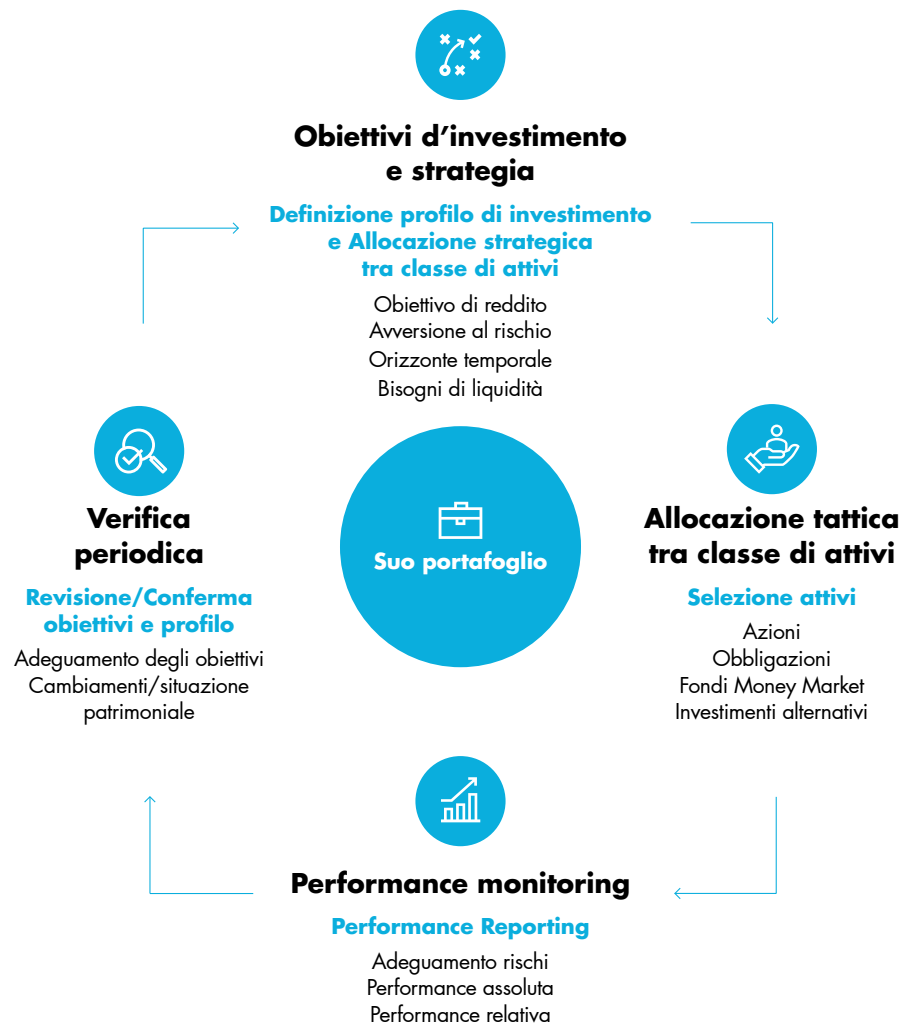 Obiettivi d’investimento
e strategia
Definizione profilo di investimento
e Allocazione strategica
tra classe di attivi
Obiettivo di reddito
Avversione al rischio
Orizzonte temporale
Bisogni di liquidità
Suo portafoglio
Allocazione tattica
tra classe di attivi
Selezione attivi
Azioni
Obbligazioni
Fondi Money Market
Investimenti alternativi
Performance monitoring
Performance Reporting
Adeguamento rischi
Performance assoluta
Performance relativa
Verifica
periodica
Revisione/Conferma
obiettivi e profilo
Adeguamento degli obiettivi
Cambiamenti/situazione
patrimoniale